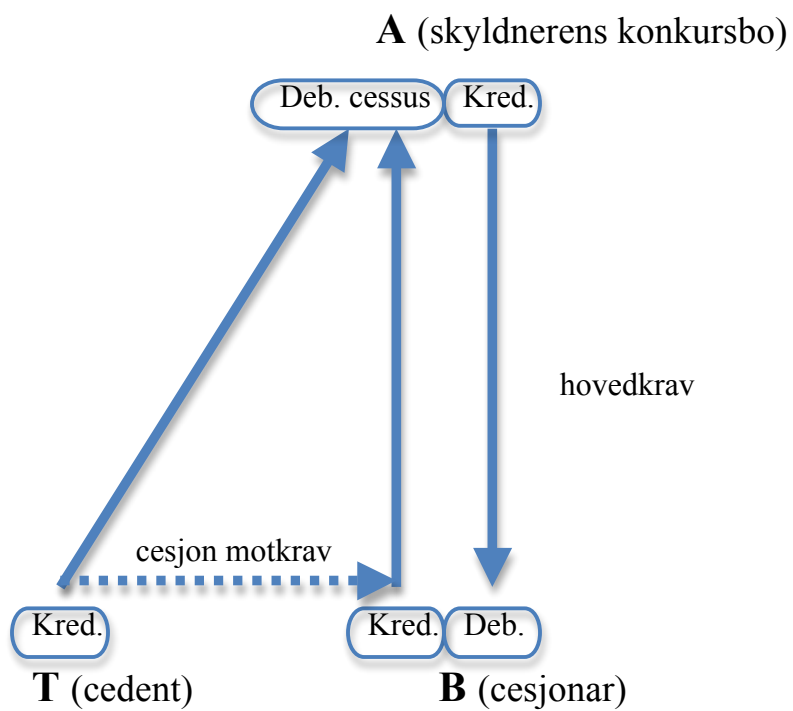 A (skyldnerens konkursbo)
Deb. cessus Kred.
hovedkrav
cesjon motkrav
Kred. Kred. Deb.
T (cedent) B (cesjonar)